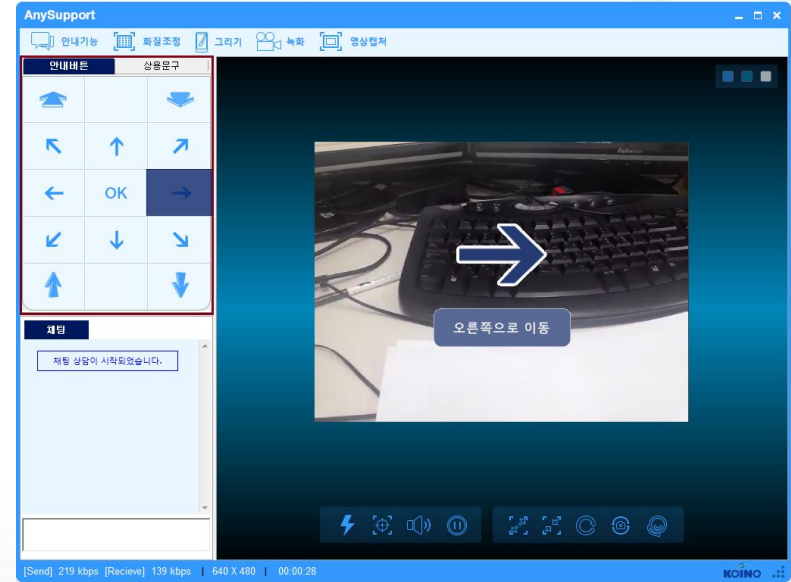 AnySupport
안내기능 화질조정 그리기 녹화 영상캡처
안내버튼 상용문구
OK
오른쪽으로 이동
채팅
채팅 상담이 시작되었습니다.
[Send] 219 kbps [Recieve] 139 kbps | 640 X 480 | 00:00:28
KOINO